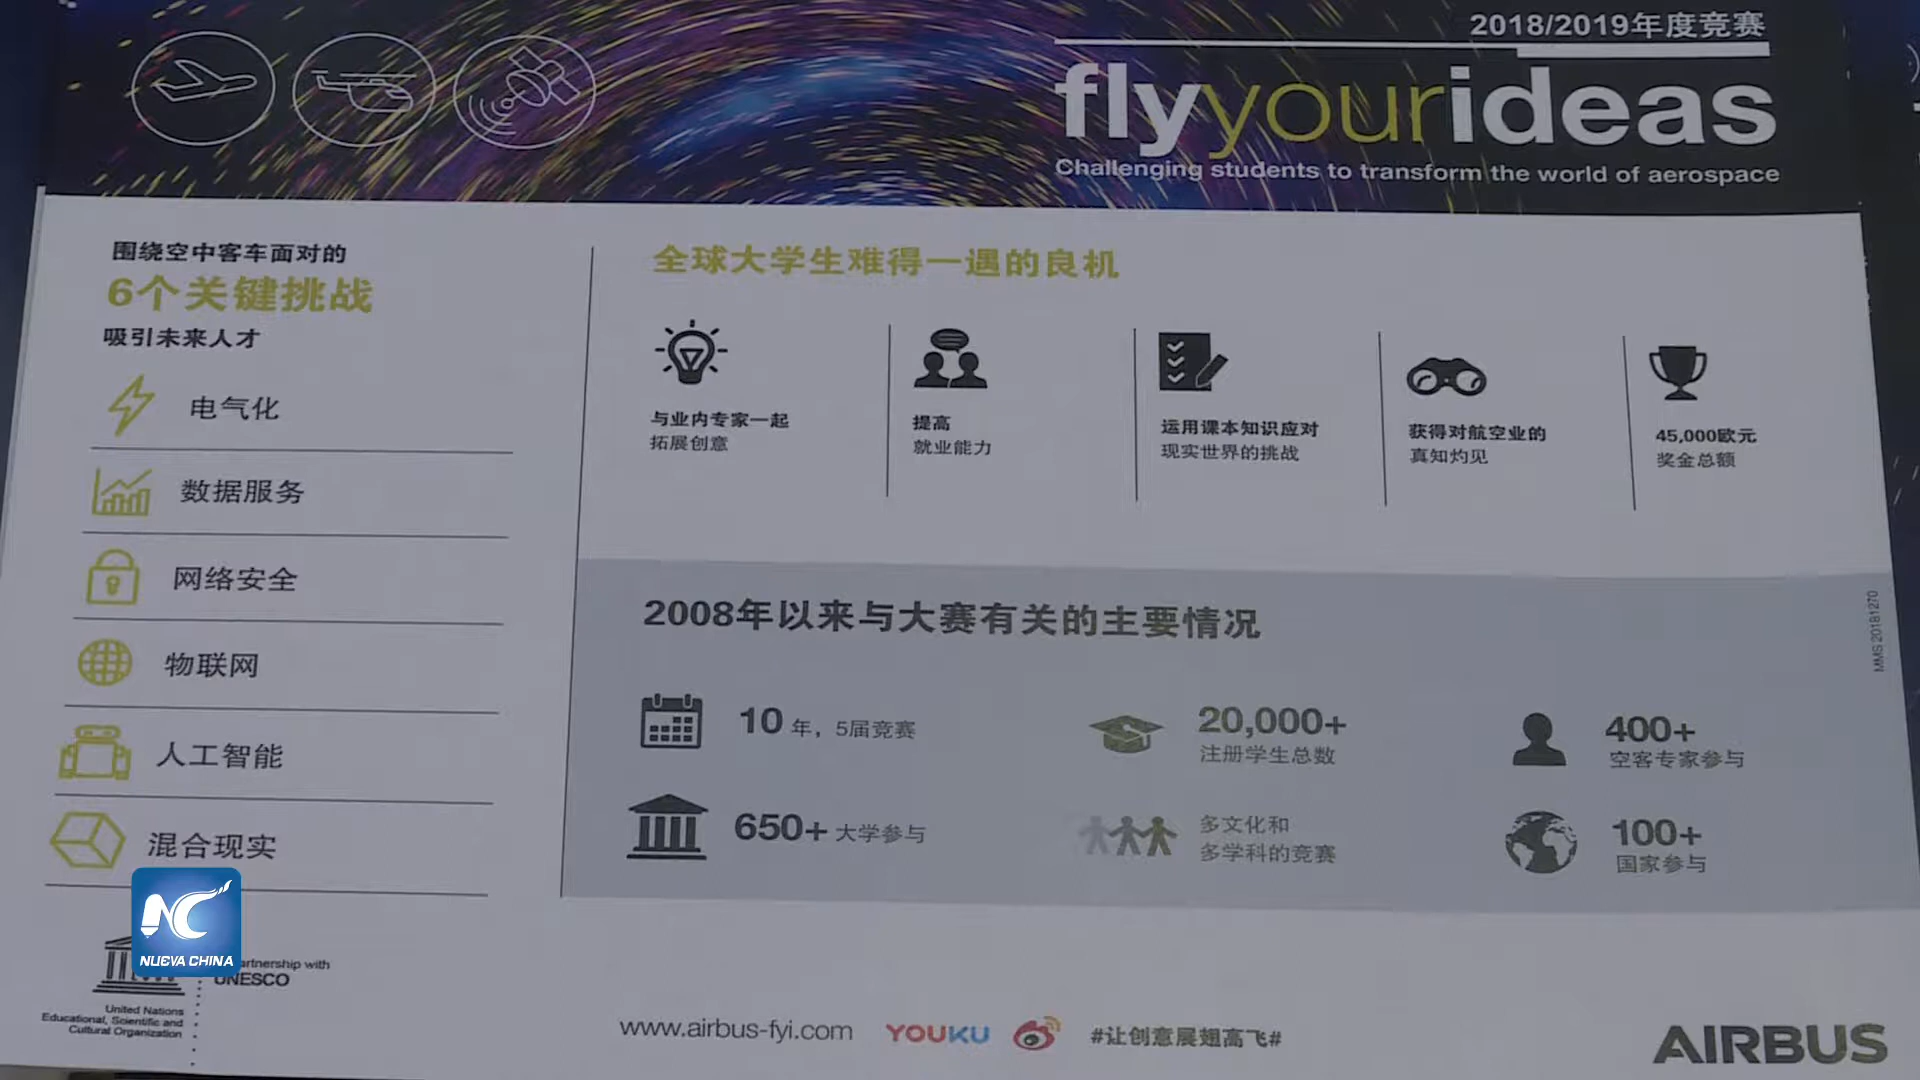 2018/2019年度竞赛
flyyourideas
Challenging students to transform the world of aerospace
围绕空中客车面对的
6个关键挑战
吸引未来人才
电气化
数据服务
网络安全
物联网
人工智能
混合现实
全球大学生难得一遇的良机
与业内专家一起
拓展创意
提高
就业能力
运用课本知识应对
现实世界的挑战
获得对航空业的
真知灼见
45,000欧元
奖金总额
2008年以来与大赛有关的主要情况
10 年，5届竞赛
20,000+
注册学生总数
400+
空客专家参与
650+ 大学参与
多文化和
多学科的竞赛
100+
国家参与
MMS 20181270
NC
NUEVA CHINA
with
UNESCO
United Nations
Educational, Scientific and
Cultural Organization
www.airbus-fyi.com
YOUKU
#让创意展翅高飞#
AIRBUS